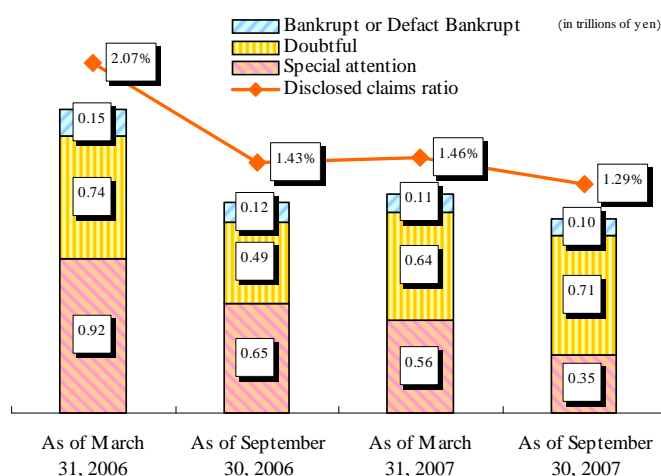 Bankrupt or Defact Bankrupt
(in trillions of yen)
Doubtful
Special attention
Disclosed claims ratio
2.07%
1.43%
1.46%
1.29%
0.15
0.74
0.92
0.12
0.49
0.65
0.11
0.64
0.56
0.10
0.71
0.35
As of March
31, 2006
As of September
30, 2006
As of March
31, 2007
As of September
30, 2007